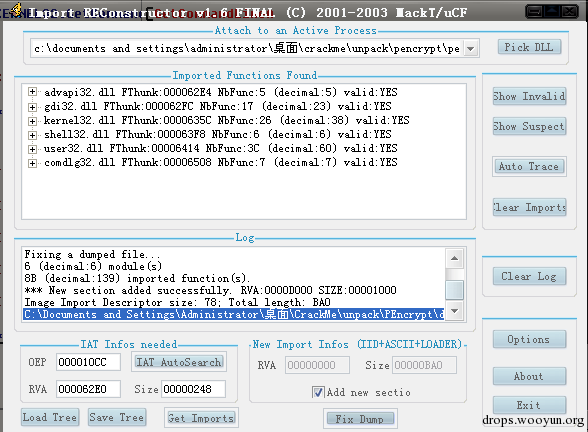 Import REConstructor v1.6 FINAL (C) 2001-2003 MackT/uCF
Attach to an Active Process
c:\documents and settings\administrator\桌面\crackme\unpack\pencrypt\pe
Pick DLL
Imported Functions Found
advapi32.dll FThunk:000062E4 NbFunc:5 (decimal:5) valid:YES
gdi32.dll FThunk:000062FC NbFunc:17 (decimal:23) valid:YES
kernel32.dll FThunk:0000635C NbFunc:26 (decimal:38) valid:YES
shell32.dll FThunk:000063F8 NbFunc:6 (decimal:6) valid:YES
user32.dll FThunk:00006414 NbFunc:3C (decimal:60) valid:YES
comdlg32.dll FThunk:00006508 NbFunc:7 (decimal:7) valid:YES
Show Invalid
Show Suspect
Auto Trace
Clear Imports
Log
Fixing a dumped file...
6 (decimal:6) module(s)
8B (decimal:139) imported function(s).
*** New section added successfully. RVA:0000D000 SIZE:00001000
Image Import Descriptor size: 78; Total length: BA0
C:\Documents and Settings\Administrator\桌面\CrackMe\unpack\PEncrypt\d
Clear Log
IAT Infos needed
OEP 000010CC IAT AutoSearch
RVA 000062E0 Size 00000248
New Import Infos (IID+ASCII+LOADER)
RVA 00000000 Size 00000BA0
Add new sectio
Options
About
Exit
Load Tree Save Tree Get Imports Fix Dump
drops.wooyun.org